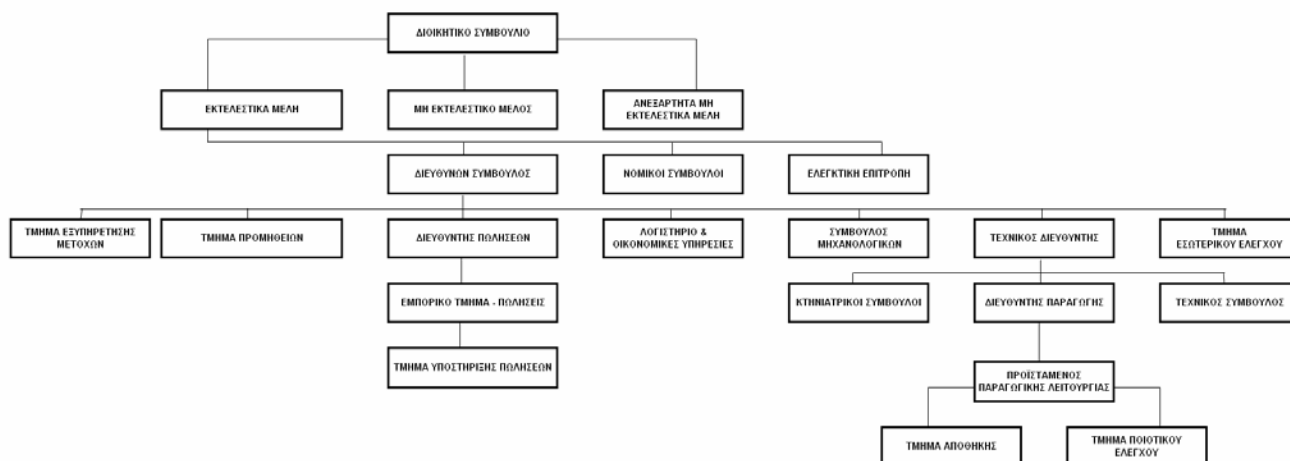 ΔΙΟΙΚΗΤΙΚΟ ΣΥΜΒΟΥΛΙΟ
ΕΚΤΕΛΕΣΤΙΚΑ ΜΕΛΗ
ΜΗ ΕΚΤΕΛΕΣΤΙΚΟ ΜΕΛΟΣ
ΑΝΕΞΑΡΤΗΤΑ ΜΗ
ΕΚΤΕΛΕΣΤΙΚΑ ΜΕΛΗ
ΔΙΕΥΘΥΝΩΝ ΣΥΜΒΟΥΛΟΣ
ΝΟΜΙΚΟΙ ΣΥΜΒΟΥΛΟΙ
ΕΛΕΓΚΤΙΚΗ ΕΠΙΤΡΟΠΗ
ΤΜΗΜΑ ΕΞΥΠΗΡΕΤΗΣΗΣ
ΜΕΤΟΧΩΝ
ΤΜΗΜΑ ΠΡΟΜΗΘΕΙΩΝ
ΔΙΕΥΘΥΝΤΗΣ ΠΩΛΗΣΕΩΝ
ΛΟΓΙΣΤΗΡΙΟ &
ΟΙΚΟΝΟΜΙΚΕΣ ΥΠΗΡΕΣΙΕΣ
ΣΥΜΒΟΥΛΟΣ
ΜΗΧΑΝΟΛΟΓΙΚΩΝ
ΤΕΧΝΙΚΟΣ ΔΙΕΥΘΥΝΤΗΣ
ΤΜΗΜΑ
ΕΣΩΤΕΡΙΚΟΥ ΕΛΕΓΧΟΥ
ΕΜΠΟΡΙΚΟ ΤΜΗΜΑ - ΠΩΛΗΣΕΙΣ
ΚΤΗΝΙΑΤΡΙΚΟΙ ΣΥΜΒΟΥΛΟΙ
ΔΙΕΥΘΥΝΤΗΣ ΠΑΡΑΓΩΓΗΣ
ΤΕΧΝΙΚΟΣ ΣΥΜΒΟΥΛΟΣ
ΤΜΗΜΑ ΥΠΟΣΤΗΡΙΞΗΣ ΠΩΛΗΣΕΩΝ
ΠΡΟΪΣΤΑΜΕΝΟΣ
ΠΑΡΑΓΩΓΙΚΗΣ ΛΕΙΤΟΥΡΓΙΑΣ
ΤΜΗΜΑ ΑΠΟΘΗΚΗΣ
ΤΜΗΜΑ ΠΟΙΟΤΙΚΟΥ
ΕΛΕΓΧΟΥ